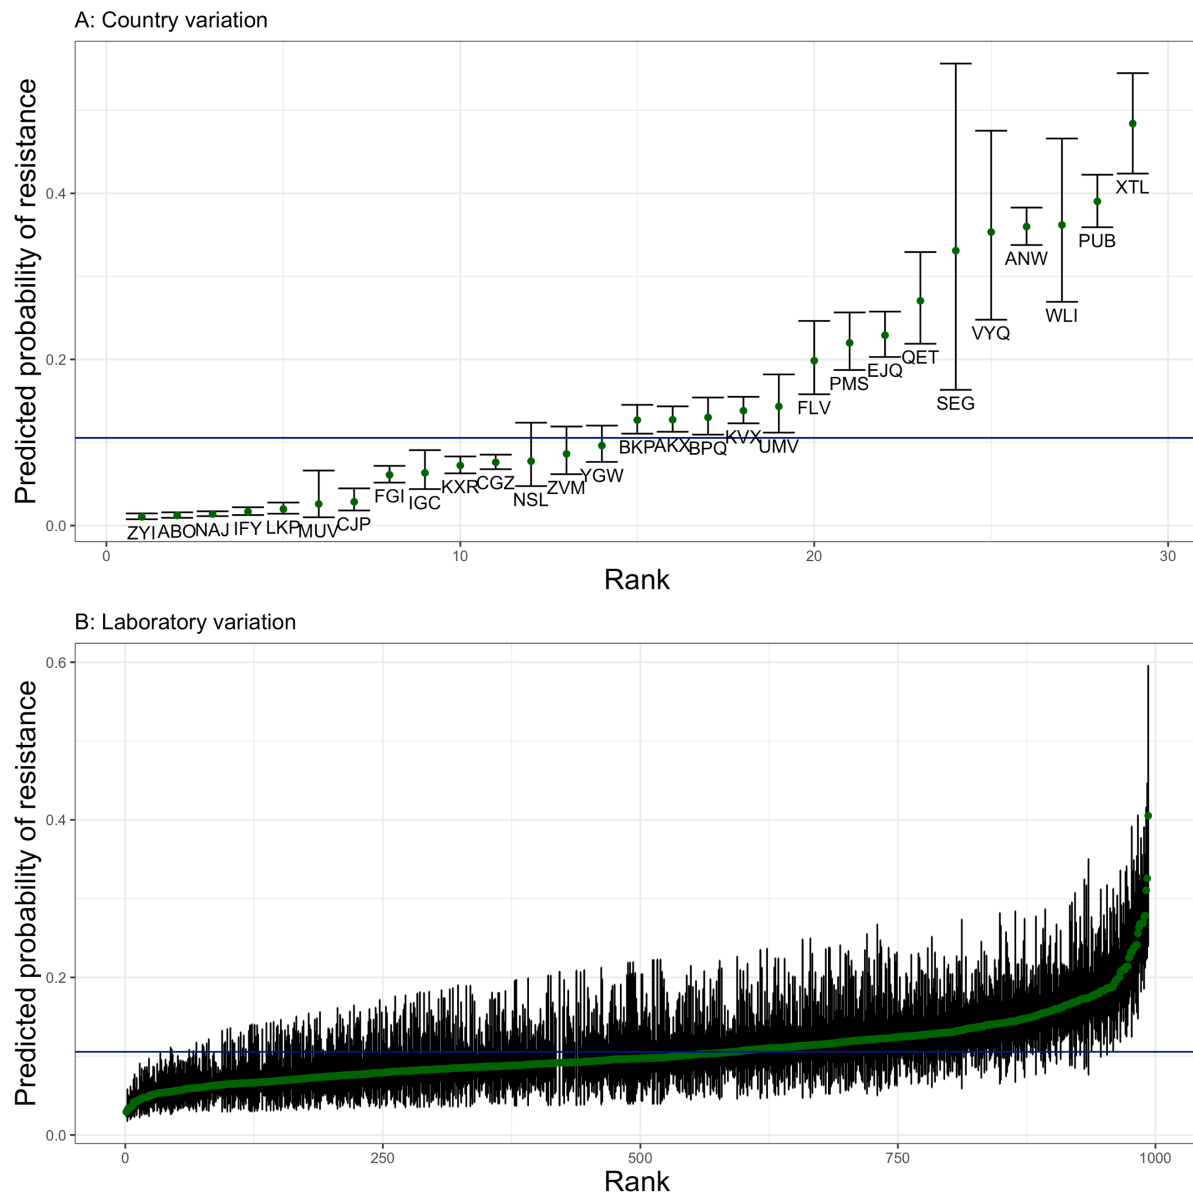 A: Country variation
Predicted probability of resistance
0.4
0.2
0.0
XTL
PUB
ANW
WLI
VYQ
SEG
QET
EJQ
PMS
FLV
UMV
KVX
BPQ
AKX
BKP
YGW
ZVM
NSL
CGZ
KXR
IGC
FGI
CJP
MUV
LKP
IFY
NAJ
ABO
ZYI
0 10 20 30
Rank
B: Laboratory variation
Predicted probability of resistance
0.6
0.4
0.2
0.0
0 250 500 750 1000
Rank